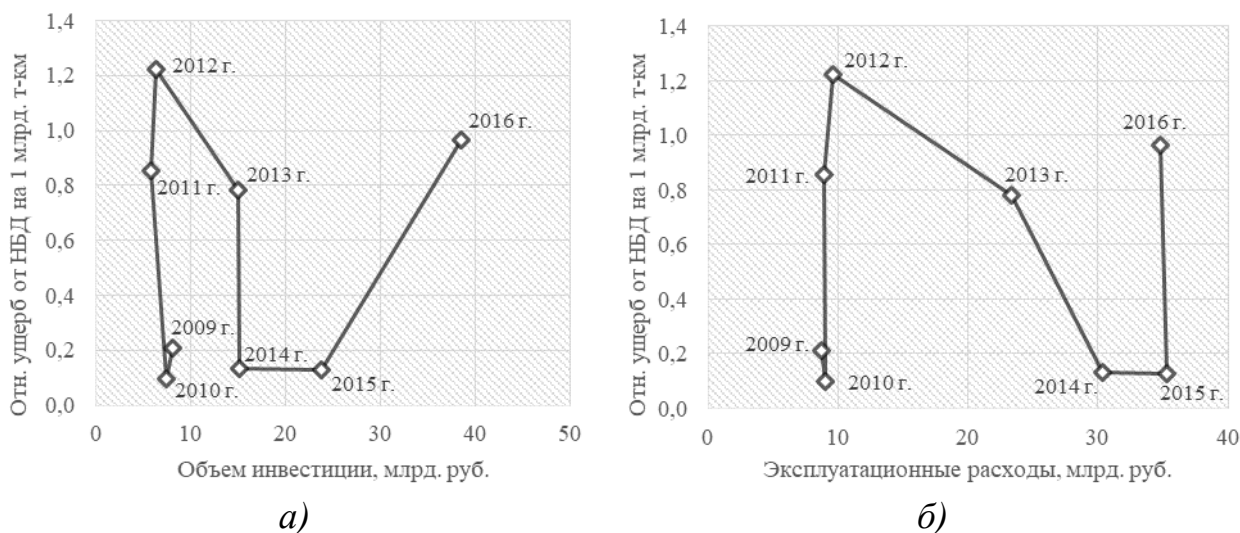 Отн. ущерб от НБД на 1 млрд. т-км
1,4
1,2
1,0
0,8
0,6
0,4
0,2
0,0
2012 г.
2016 г.
2011 г.
2013 г.
2009 г.
2014 г.
2010 г.
2015 г.
0 10 20 30 40 50
Объем инвестиции, млрд. руб.
а)
Отн. ущерб от НБД на 1 млрд. т-км
1,4
1,2
1,0
0,8
0,6
0,4
0,2
0,0
2012 г.
2016 г.
2011 г.
2013 г.
2009 г.
2010 г.
2014 г.
2015 г.
0 10 20 30 40
Эксплуатационные расходы, млрд. руб.
б)